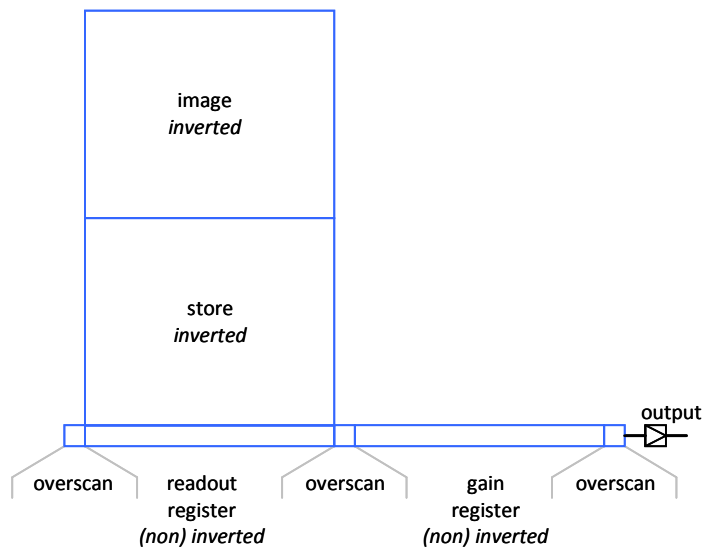 image
inverted
store
inverted
output
overscan
readout
register
(non) inverted
overscan
gain
register
(non) inverted
overscan